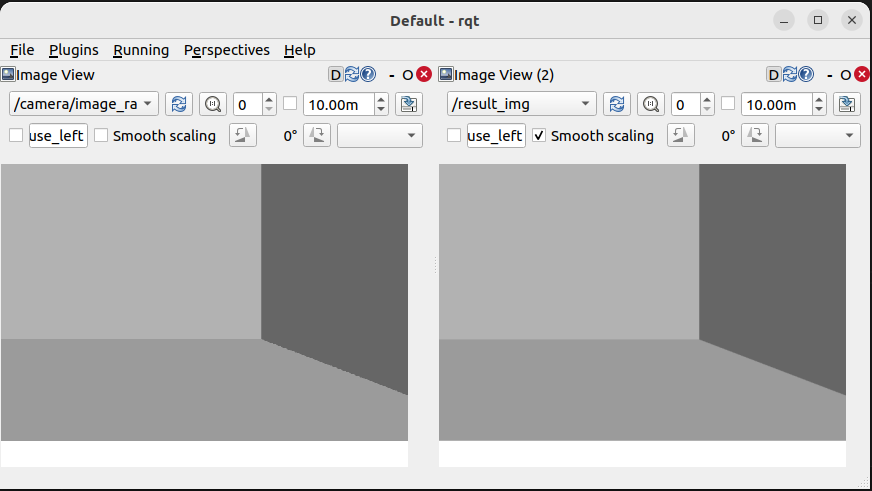 Default - rqt
File Plugins Running Perspectives Help
Image View D ? - O
/camera/image_ra 0 10.00m
use_left Smooth scaling 0°
Image View (2) D ? - O
/result_img 0 10.00m
use_left Smooth scaling 0°